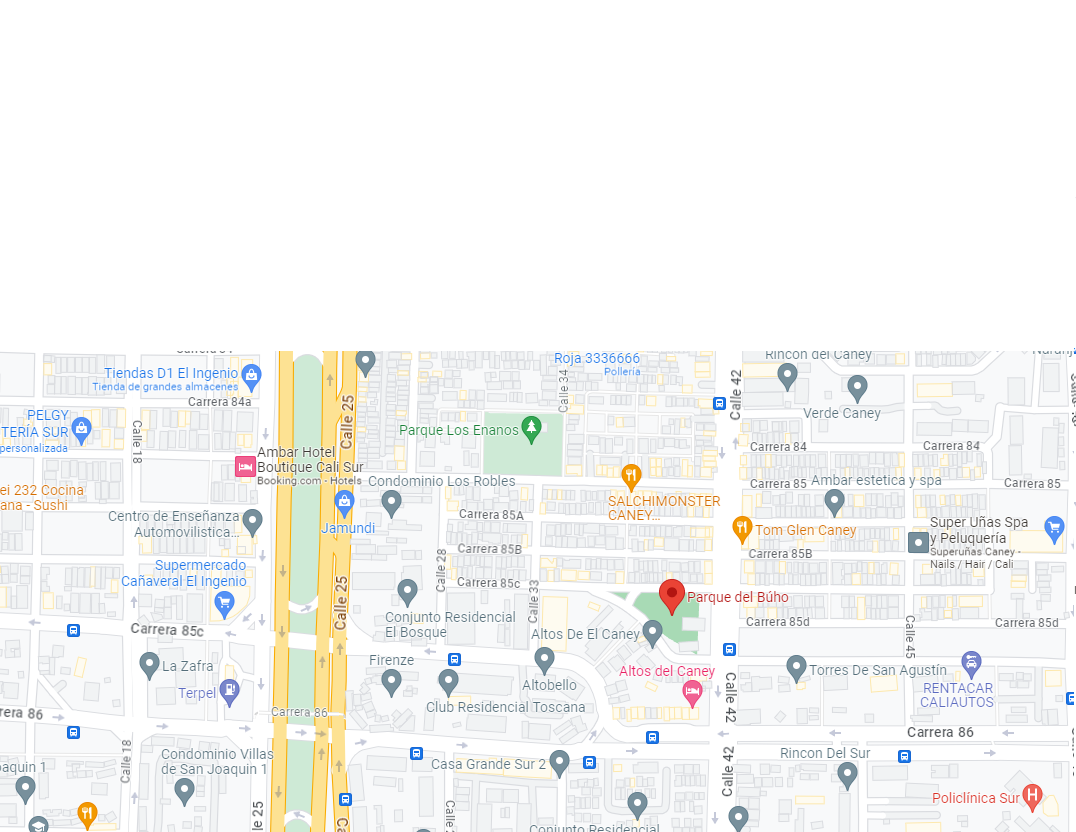 Roja 3336666
Pollería
Rincon del Caney
Tiendas D1 El Ingenio
Tienda de grandes almacenes
Carrera 84a
Calle 34
Calle 42
Verde Caney
PELGY
TERÍA SUR
personalizada
Calle 18
Calle 25
Parque Los Enanos
Carrera 84
Carrera 84
Ambar Hotel
Boutique Cali Sur
Booking.com · Hotels
Condominio Los Robles
SALCHIMONSTER
CANEY...
Carrera 85
Ambar estetica y spa
Carrera 85
ei 232 Cocina
ana - Sushi
Centro de Enseñanza
Automovilistica...
Jamundi
Carrera 85A
Tom Glen Caney
Super Uñas Spa
y Peluquería
Superuñas Caney -
Nails / Hair / Cali
Carrera 85B
Carrera 85B
Supermercado
Cañaveral El Ingenio
Calle 28
Carrera 85c
Calle 25
Calle 33
Parque del Búho
Conjunto Residencial
El Bosque
Carrera 85c
Altos De El Caney
Carrera 85d
Calle 45
Carrera 85d
La Zafra
Firenze
Altos del Caney
Torres De San Agustín
Terpel
Altobello
RENTACAR
CALIAUTOS
Club Residencial Toscana
Calle 42
rera 86
Carrera 86
Carrera 86
Calle 18
Condominio Villas
de San Joaquin 1
Casa Grande Sur 2
Rincon Del Sur
Calle 42
oaquin 1
Policlínica Sur
le 25
Calle
Conjunto Residencial